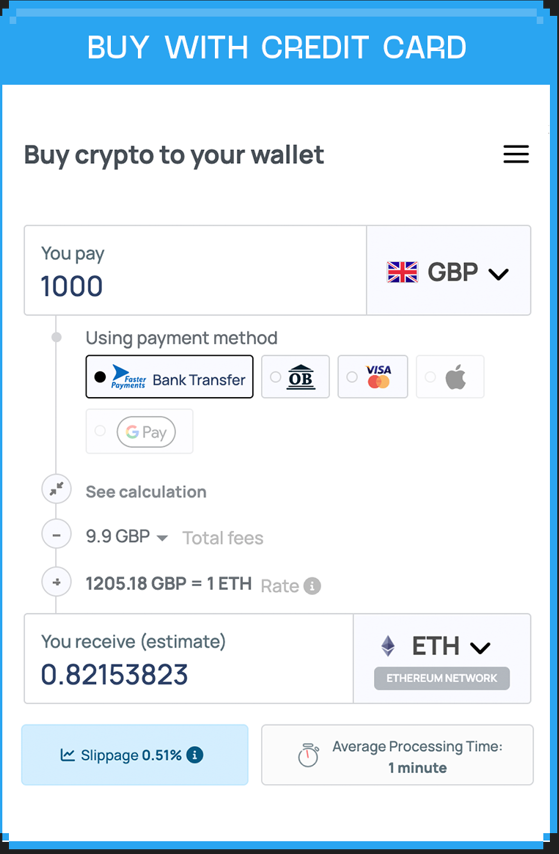 BUY WITH CREDIT CARD
Buy crypto to your wallet
You pay
1000
GBP
Using payment method
Faster Payments Bank Transfer
OB
VISA
G Pay
See calculation
9.9 GBP Total fees
1205.18 GBP = 1 ETH Rate
You receive (estimate)
0.82153823
ETH
ETHEREUM NETWORK
Slippage 0.51%
Average Processing Time:
1 minute